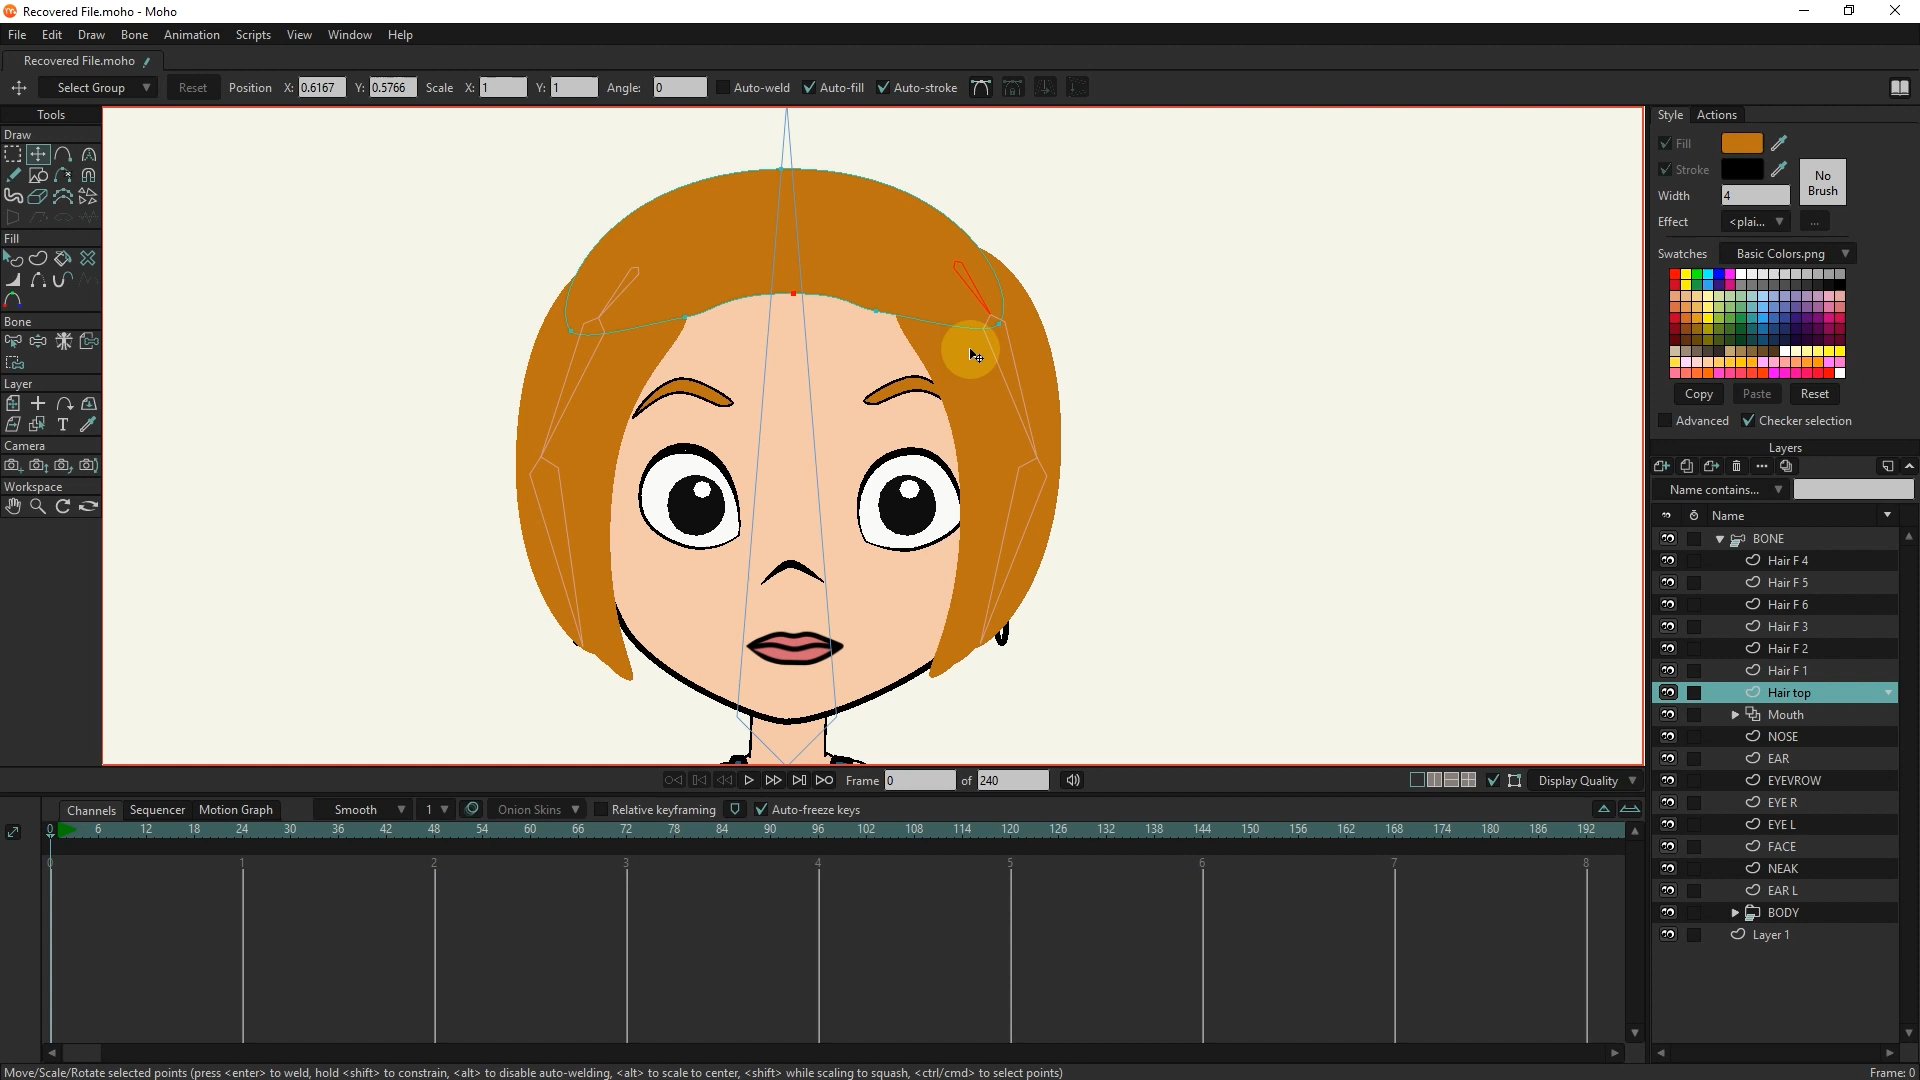 Recovered File.moho - Moho
File Edit Draw Bone Animation Scripts View Window Help
Recovered File.moho
Select Group Reset Position X: 0.6167 Y: 0.5766 Scale X: 1 Y: 1 Angle: 0 Auto-weld Auto-fill Auto-stroke
Tools
Draw
Fill
Bone
Layer
Camera
Workspace
Style Actions
Fill
Stroke
No Brush
Width 4
Effect <plai... ...
Swatches Basic Colors.png
Copy Paste Reset
Advanced Checker selection
Layers
Name contains...
Name
BONE
Hair F 4
Hair F 5
Hair F 6
Hair F 3
Hair F 2
Hair F 1
Hair top
Mouth
NOSE
EAR
EYEVROW
EYE R
EYE L
FACE
NEAK
EAR L
BODY
Layer 1
Frame 0 of 240 Display Quality
Channels Sequencer Motion Graph Smooth 1 Onion Skins Relative keyframing Auto-freeze keys
0 6 12 18 24 30 36 42 48 54 60 66 72 78 84 90 96 102 108 114 120 126 132 138 144 150 156 162 168 174 180 186 192
0 1 2 3 4 5 6 7 8
Move/Scale/Rotate selected points (press <enter> to weld, hold <shift> to constrain, <alt> to disable auto-welding, <alt> to scale to center, <shift> while scaling to squash, <ctrl/cmd> to select points)
Frame: 0